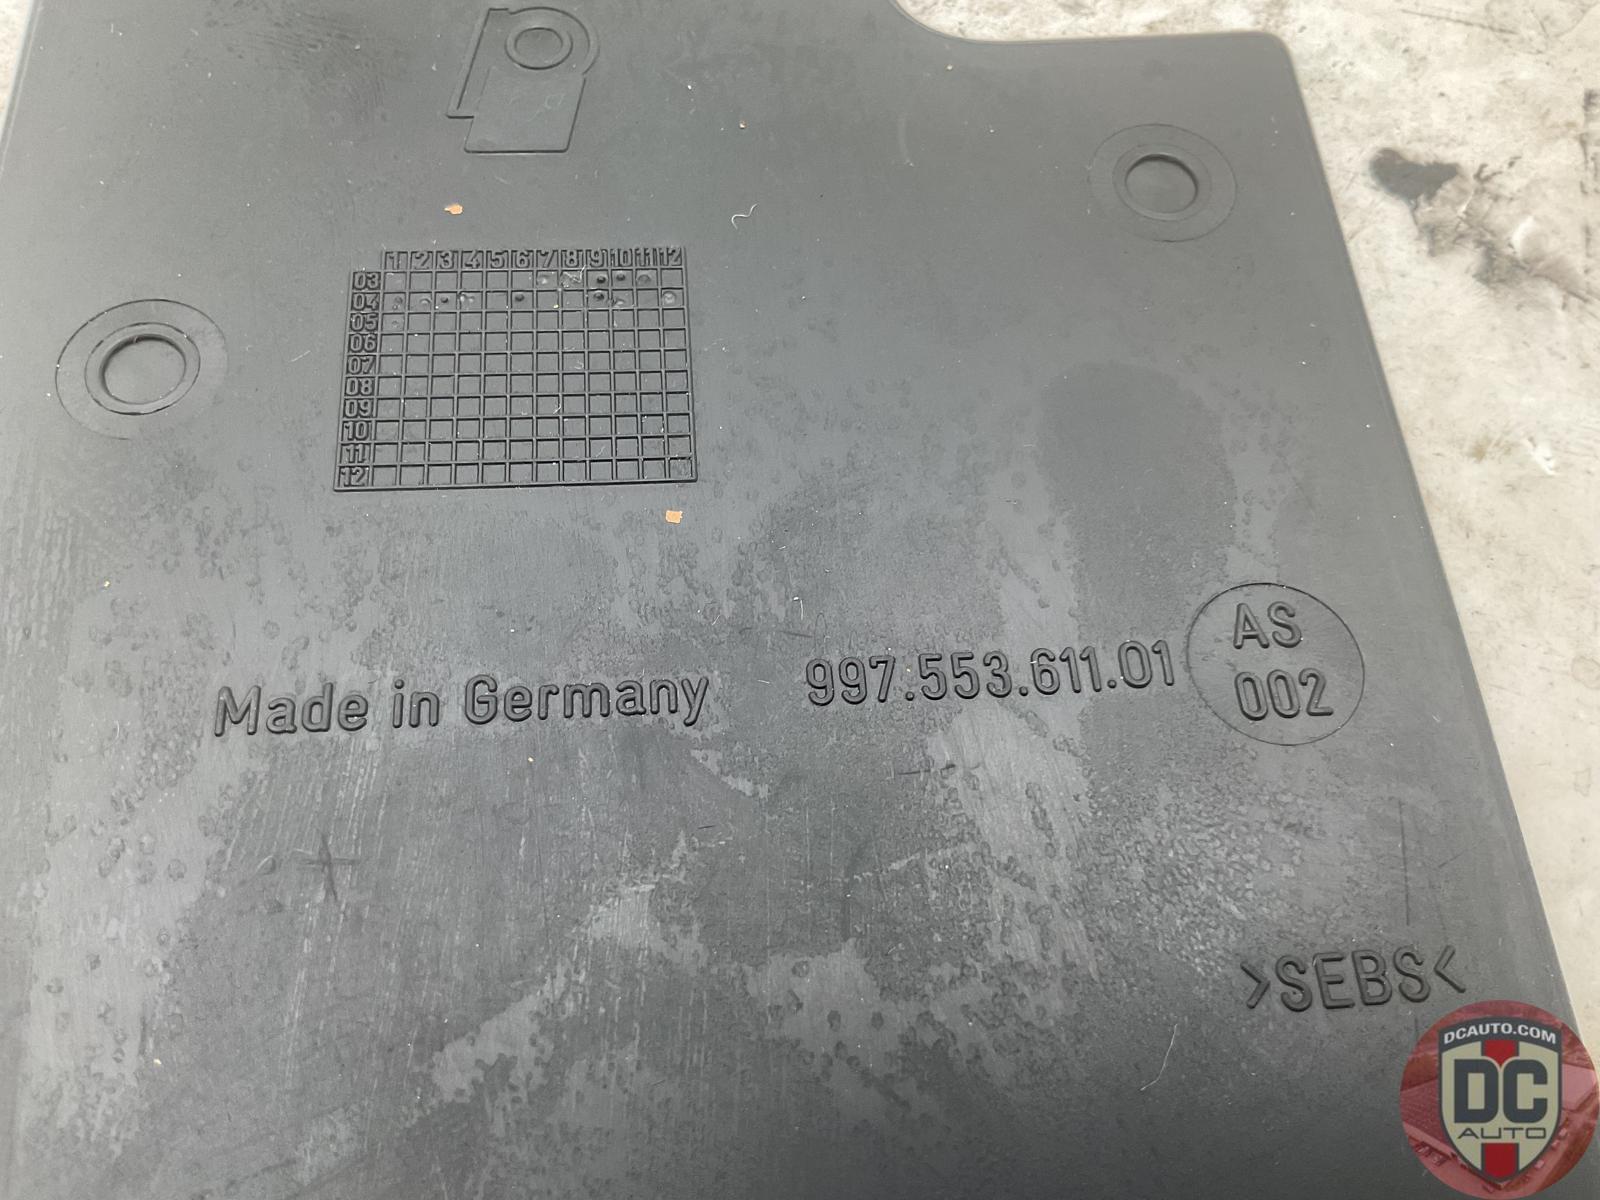 1 2 3 4 5 6 7 8 9 10 11 12
03
04
05
06
07
08
09
10
11
12
Made in Germany 997.553.611.01
AS
002
>SEBS<
DCAUTO.COM
DC
AUTO